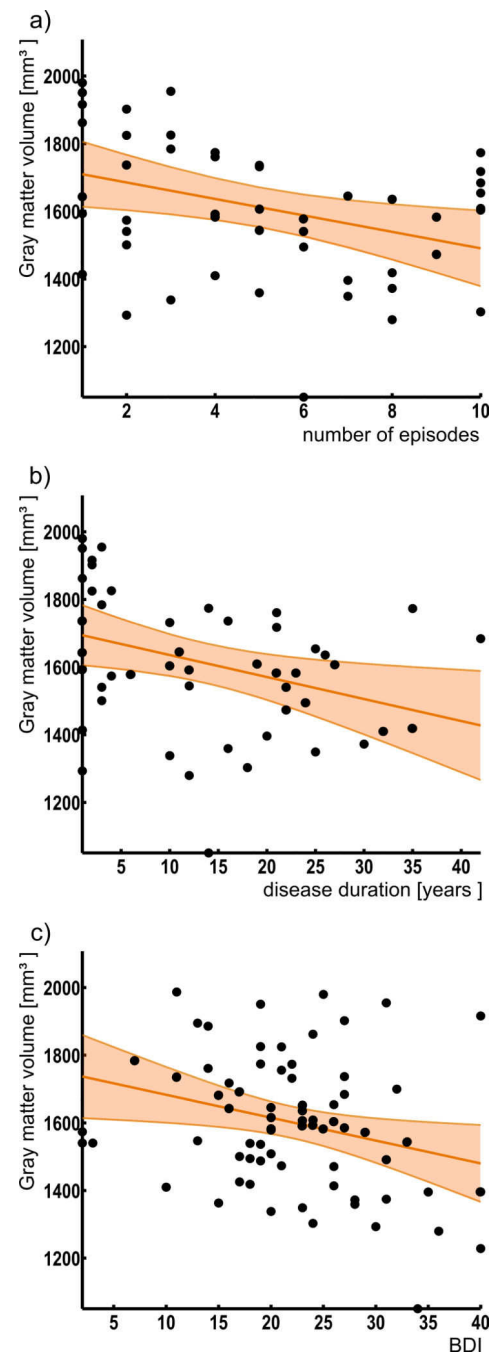 a)
Gray matter volume [mm³]
2000
1800
1600
1400
1200
2 4 6 8 10
number of episodes
b)
Gray matter volume [mm³]
2000
1800
1600
1400
1200
5 10 15 20 25 30 35 40
disease duration [years ]
c)
Gray matter volume [mm³]
2000
1800
1600
1400
1200
5 10 15 20 25 30 35 40
BDI